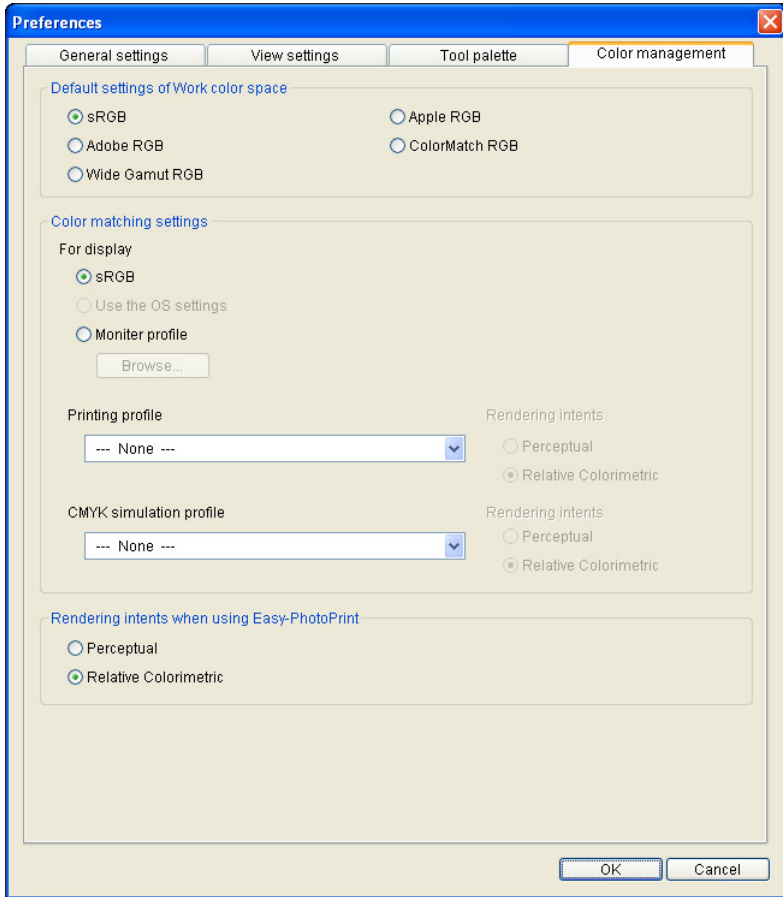 Preferences
General settings View settings Tool palette Color management
Default settings of Work color space
sRGB Apple RGB
Adobe RGB ColorMatch RGB
Wide Gamut RGB
Color matching settings
For display
sRGB
Use the OS settings
Moniter profile
Browse...
Printing profile Rendering intents
--- None --- Perceptual
Relative Colorimetric
CMYK simulation profile Rendering intents
--- None --- Perceptual
Relative Colorimetric
Rendering intents when using Easy-PhotoPrint
Perceptual
Relative Colorimetric
OK Cancel